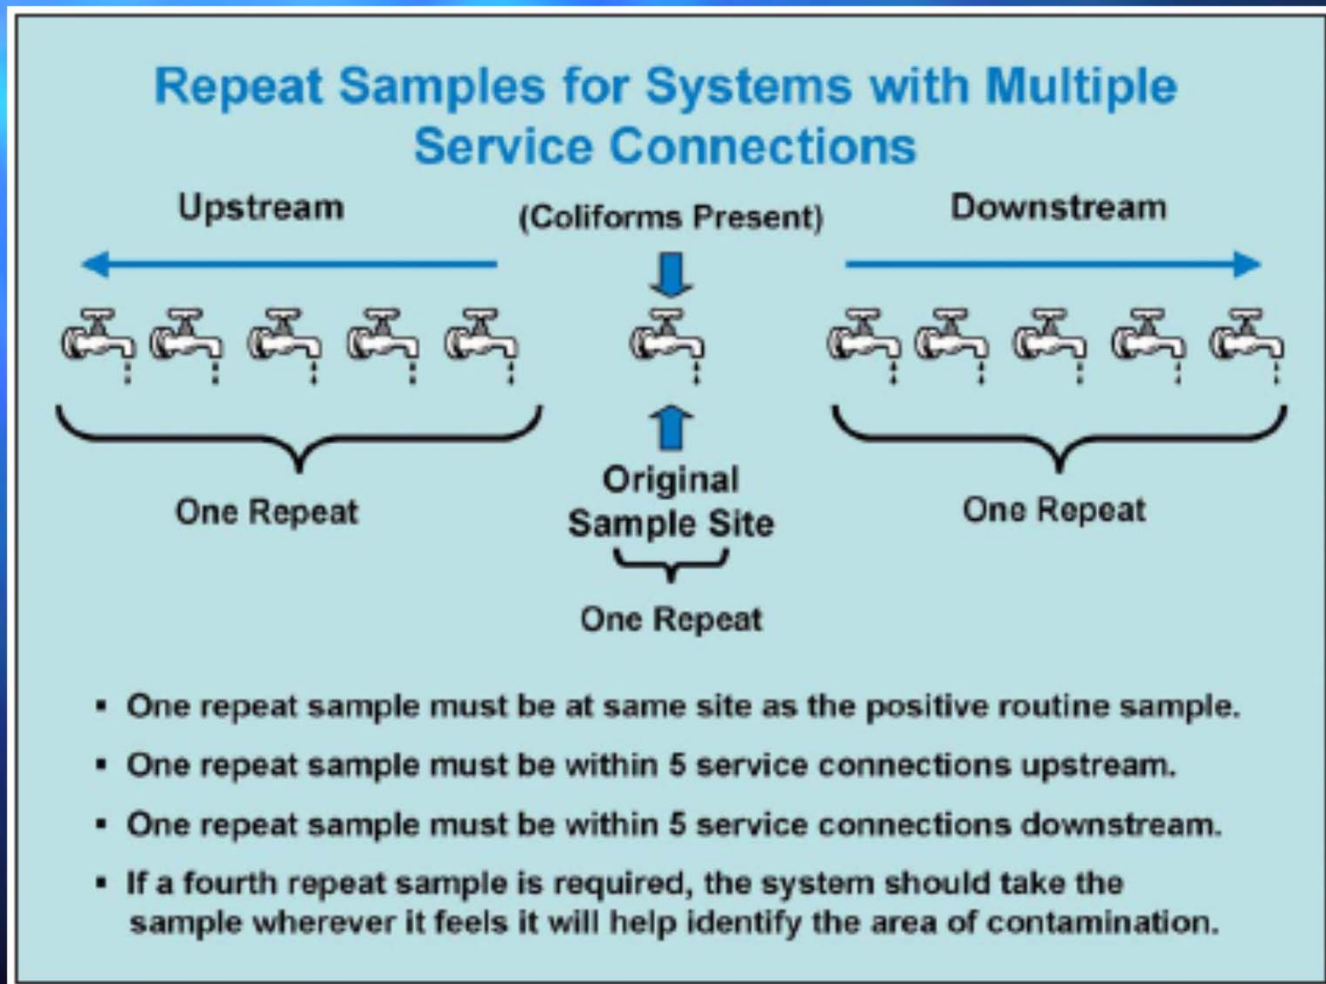 Repeat Samples for Systems with Multiple
Service Connections
Upstream
(Coliforms Present)
Downstream
One Repeat
Original
Sample Site
One Repeat
One Repeat
▪ One repeat sample must be at same site as the positive routine sample.
▪ One repeat sample must be within 5 service connections upstream.
▪ One repeat sample must be within 5 service connections downstream.
▪ If a fourth repeat sample is required, the system should take the
sample wherever it feels it will help identify the area of contamination.